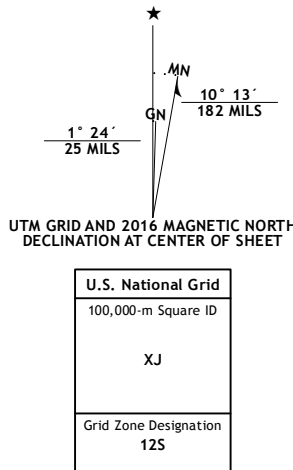 ★
MN
GN
10° 13´
182 MILS
1° 24´
25 MILS
UTM GRID AND 2016 MAGNETIC NORTH
DECLINATION AT CENTER OF SHEET
U.S. National Grid
100,000-m Square ID
XJ
Grid Zone Designation
12S